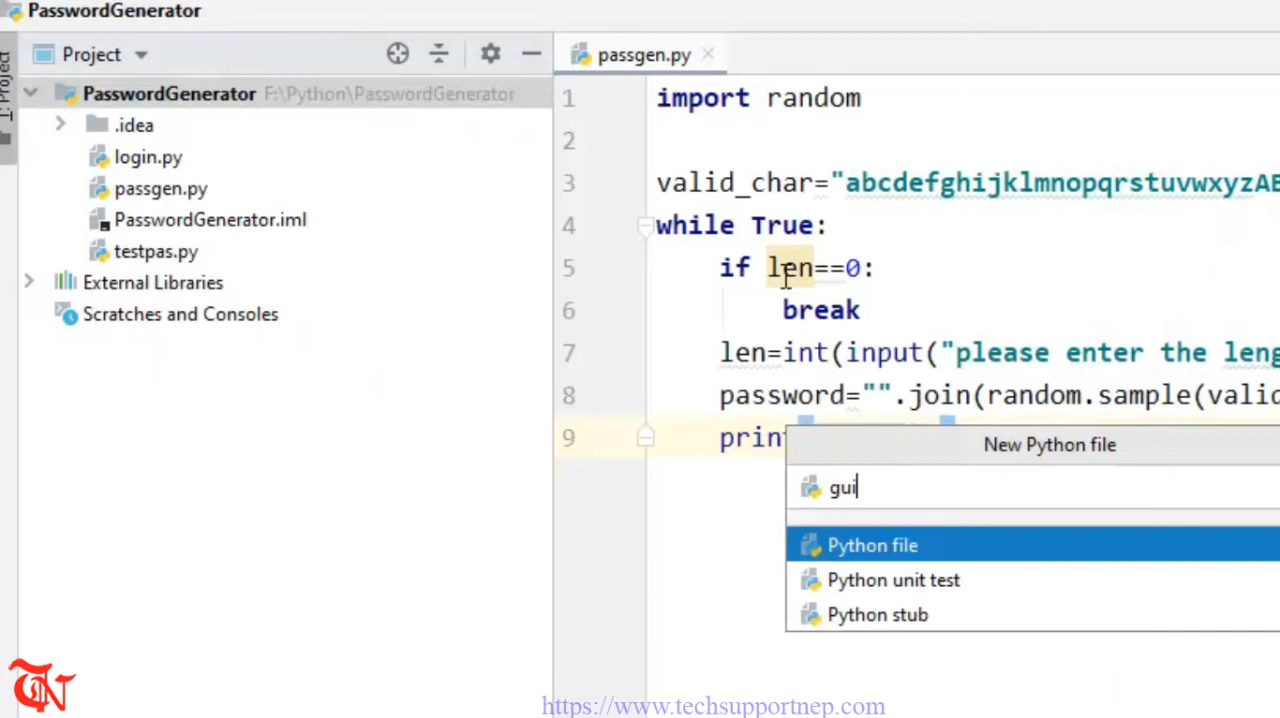 PasswordGenerator
Project
1: Project
PasswordGenerator F:\Python\PasswordGenerator
.idea
login.py
passgen.py
PasswordGenerator.iml
testpas.py
External Libraries
Scratches and Consoles
passgen.py
1 import random
2
3 valid_char="abcdefghijklmnopqrstuvwxyzAB
4 while True:
5 if len==0:
6 break
7 len=int(input("please enter the leng
8 password="".join(random.sample(valid
9 prin
New Python file
gui
Python file
Python unit test
Python stub
TN
https://www.techsupportnep.com